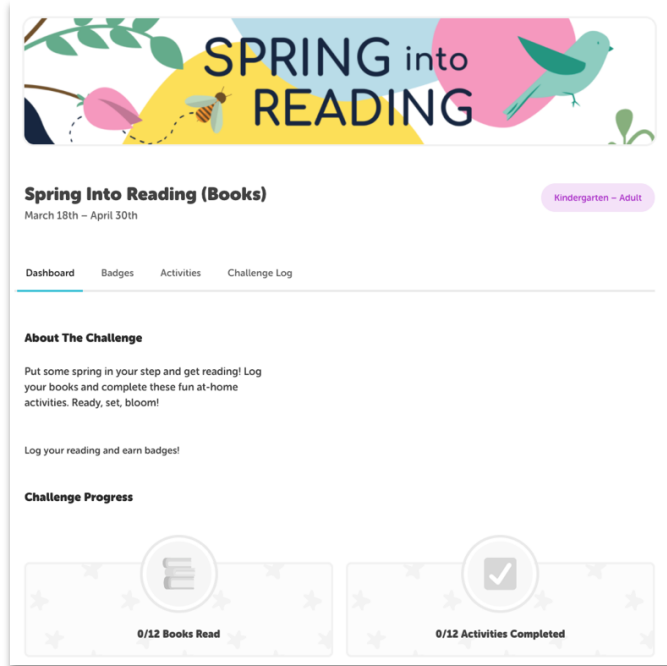 SPRING into
READING
Spring Into Reading (Books)
March 18th – April 30th
Kindergarten – Adult
Dashboard Badges Activities Challenge Log
About The Challenge
Put some spring in your step and get reading! Log
your books and complete these fun at-home
activities. Ready, set, bloom!
Log your reading and earn badges!
Challenge Progress
0/12 Books Read
0/12 Activities Completed